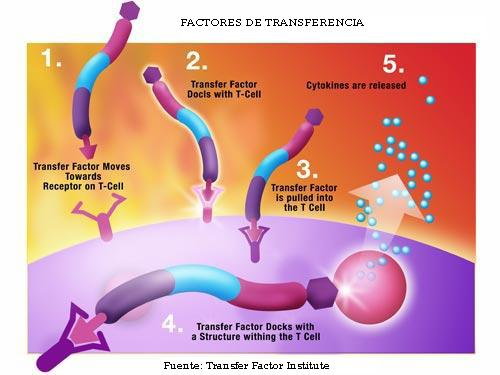 FACTORES DE TRANSFERENCIA
1.
Transfer Factor Moves
Towards
Receptor on T-Cell
2.
Transfer Factor
Docls with T-Cell
3.
Transfer Factor
is pulled into
the T Cell
4.
Transfer Factor Docks with
a Structure withing the T Cell
5.
Cytokines are released
Fuente: Transfer Factor Institute